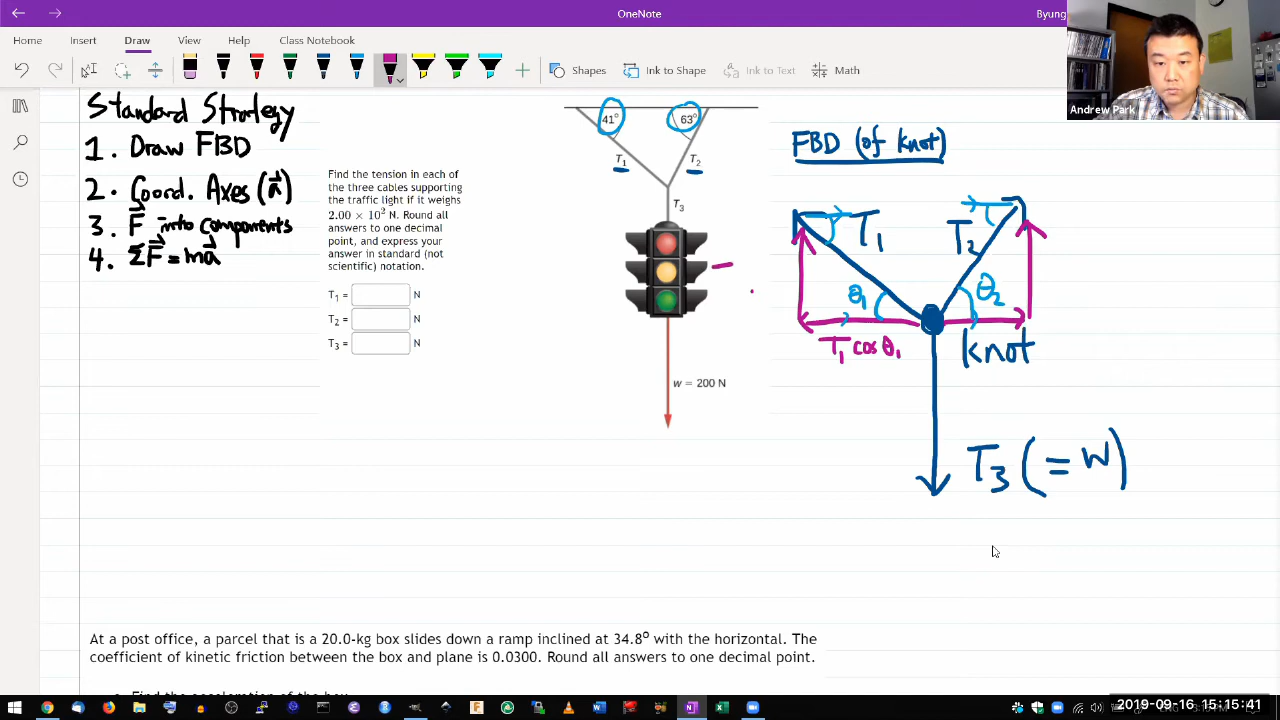 OneNote
Byung
Home Insert Draw View Help Class Notebook
Shapes Ink to Shape Ink to Text Math
Andrew Park
Standard Strategy
1. Draw FBD
2. Coord. Axes (a⃗)
3. F⃗ into components
4. ΣF⃗ = ma⃗
Find the tension in each of
the three cables supporting
the traffic light if it weighs
2.00 × 10² N. Round all
answers to one decimal
point, and express your
answer in standard (not
scientific) notation.
T₁ = N
T₂ = N
T₃ = N
41° 63°
T₁ T₂
T₃
w = 200 N
FBD (of knot)
T₁ T₂
θ₁ θ₂
T₁ cos θ₁ knot
T₃ (= W)
At a post office, a parcel that is a 20.0-kg box slides down a ramp inclined at 34.8° with the horizontal. The
coefficient of kinetic friction between the box and plane is 0.0300. Round all answers to one decimal point.
2019-09-16 15:15:41